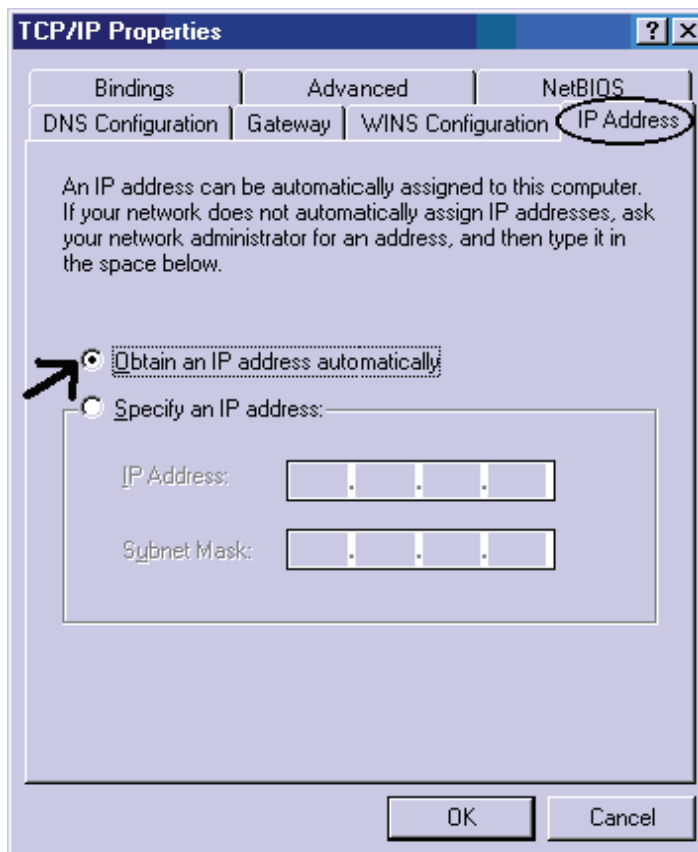 TCP/IP Properties
Bindings
Advanced
NetBIOS
DNS Configuration
Gateway
WINS Configuration
IP Address
An IP address can be automatically assigned to this computer.
If your network does not automatically assign IP addresses, ask
your network administrator for an address, and then type it in
the space below.
Obtain an IP address automatically
Specify an IP address:
IP Address:
. . .
Subnet Mask:
. . .
OK
Cancel